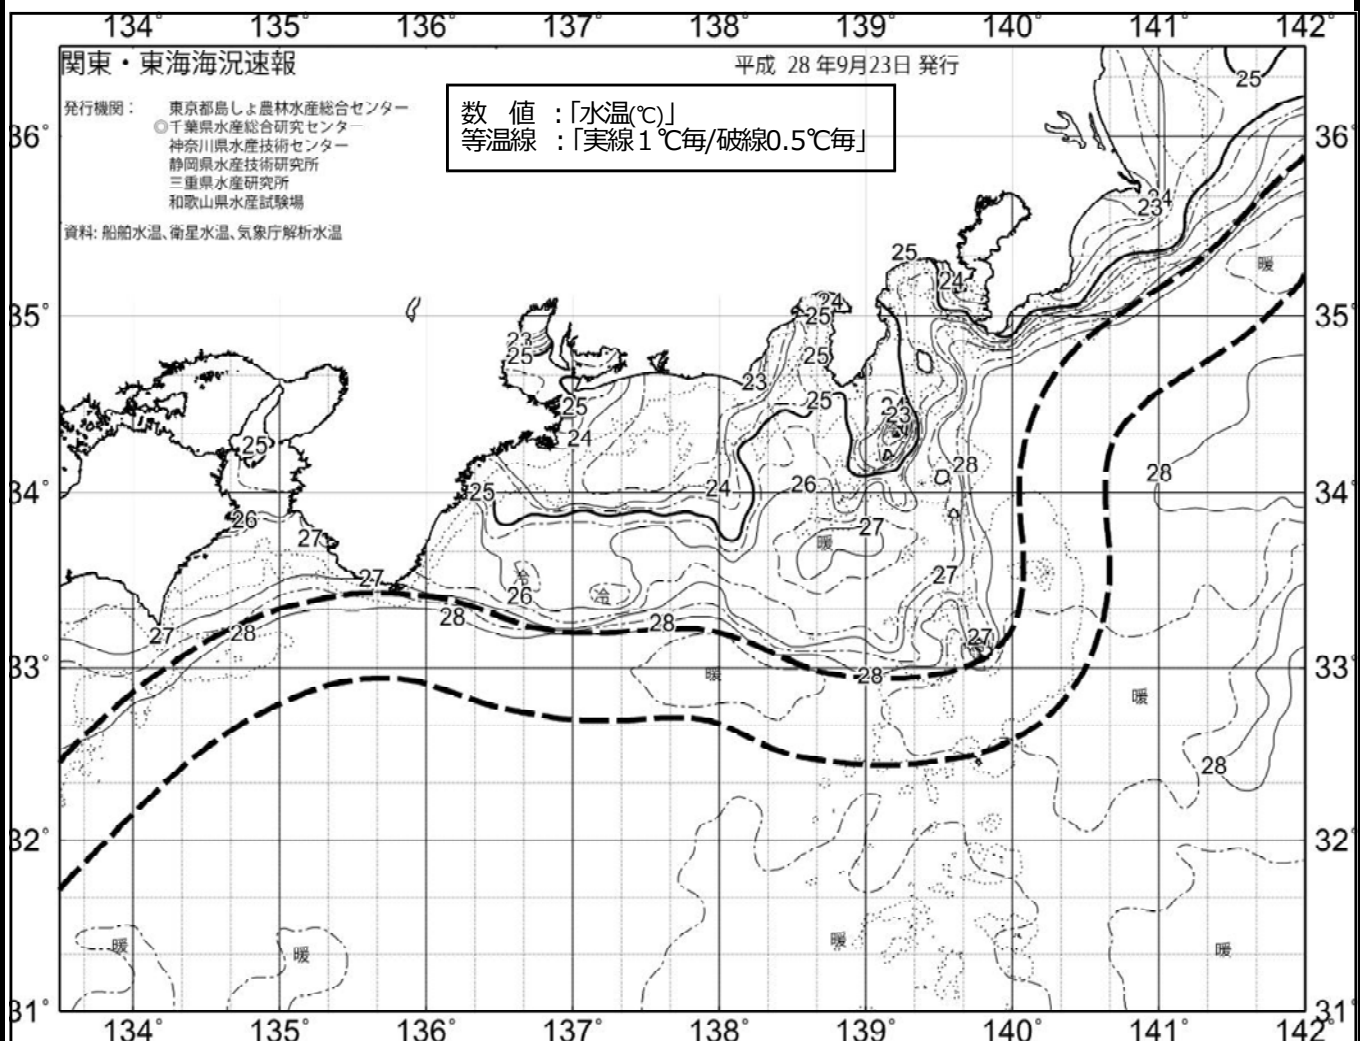 134° 135° 136° 137° 138° 139° 140° 141° 142°
関東・東海海況速報
平成 28 年9月23日 発行
発行機関： 東京都島しょ農林水産総合センター
◎千葉県水産総合研究センター
神奈川県水産技術センター
静岡県水産技術研究所
三重県水産研究所
和歌山県水産試験場
資料: 船舶水温、衛星水温、気象庁解析水温
数 値 ：「水温(℃)」
等温線 ：「実線１℃毎/破線0.5℃毎」
25
36° 36°
24
23
25
暖
24
24
25
35° 35°
23
25
25
23
25
24
23
25
24
25
28
28
25
24
26
34° 34°
26
27
27
暖
27
27
冷
26
冷
28
28
27
28
27
33° 33°
28
暖
暖
28
32° 32°
暖
暖
暖
暖
31° 31°
134° 135° 136° 137° 138° 139° 140° 141° 142°